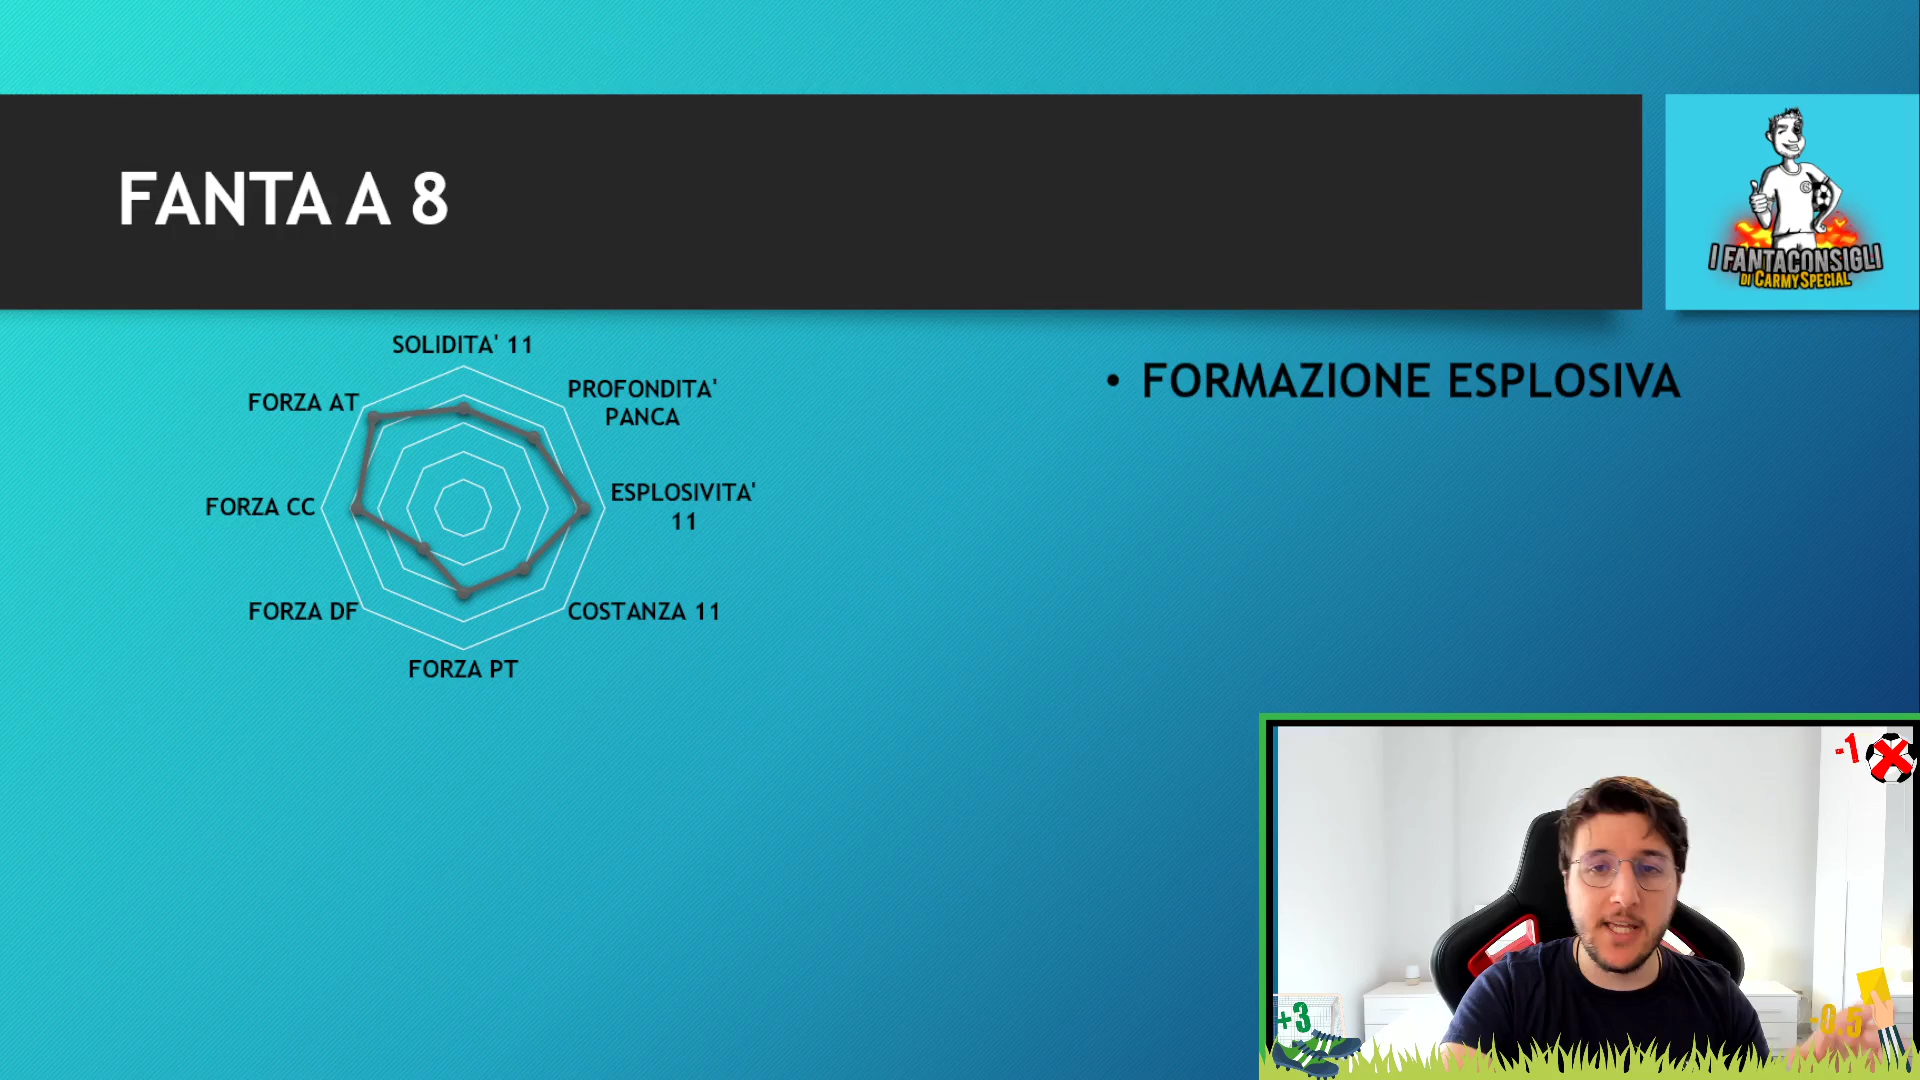 FANTA A 8
I FANTACONSIGLI
DI CARMYSPECIAL
SOLIDITA' 11
PROFONDITA'
PANCA
ESPLOSIVITA'
11
COSTANZA 11
FORZA PT
FORZA DF
FORZA CC
FORZA AT
• FORMAZIONE ESPLOSIVA
-1
+3
-0.5